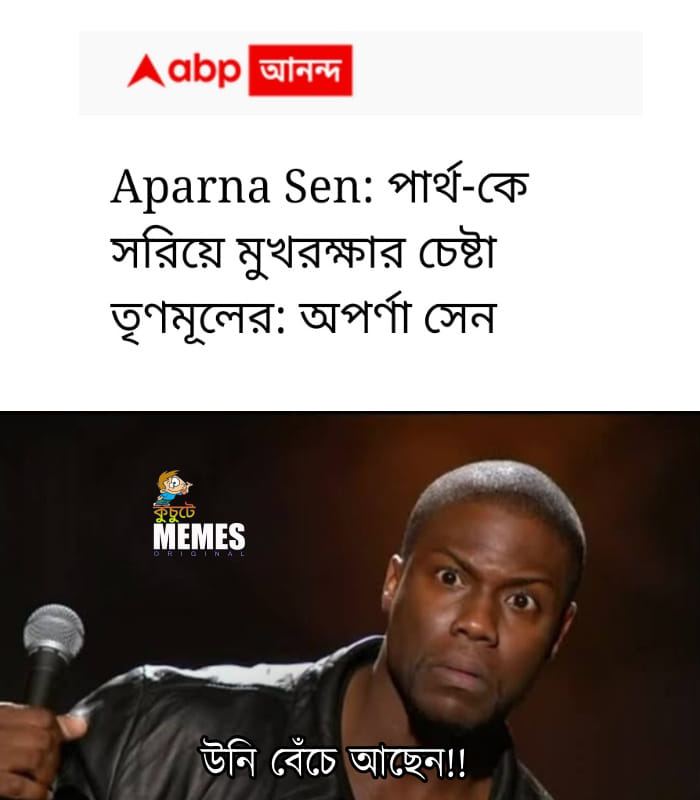 abp আনন্দ
Aparna Sen: পার্থ-কে
সরিয়ে মুখরক্ষার চেষ্টা
তৃণমূলের: অপর্ণা সেন
কুঁচুটে
MEMES
ORIGINAL
উনি বেঁচে আছেন!!